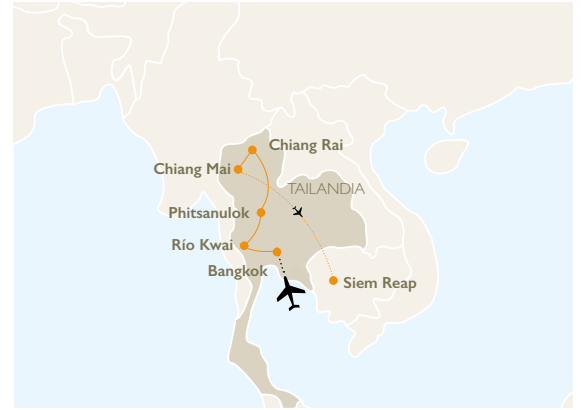 Chiang Rai
Chiang Mai
TAILANDIA
Phitsanulok
Río Kwai
Bangkok
Siem Reap